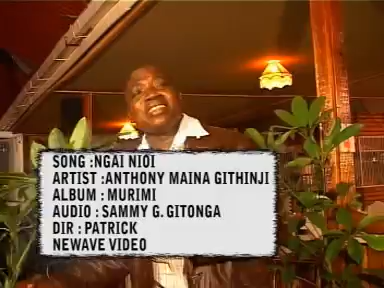 SONG :NGAI NIOI
ARTIST :ANTHONY MAINA GITHINJI
ALBUM : MURIMI
AUDIO : SAMMY G. GITONGA
DIR : PATRICK
NEWAVE VIDEO